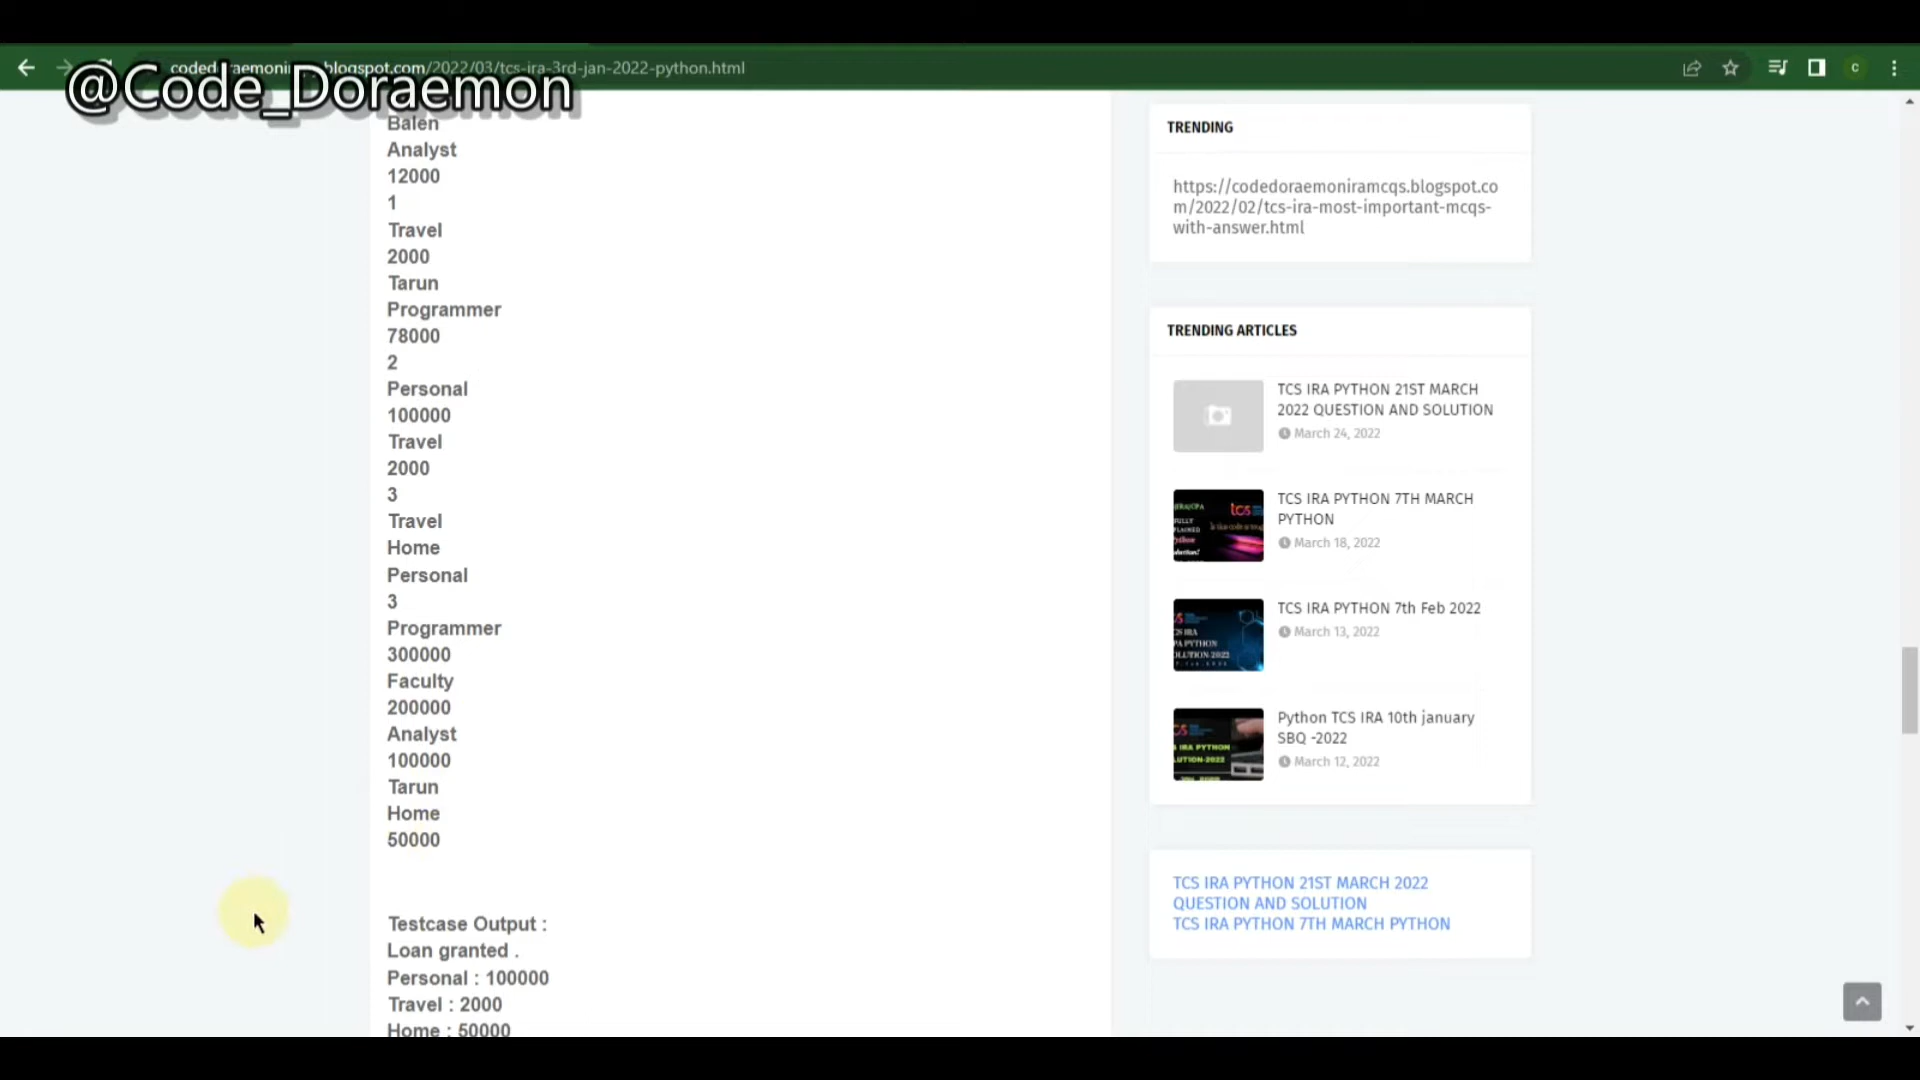 codedoraemoniramcqs.blogspot.com/2022/03/tcs-ira-3rd-jan-2022-python.html
@Code_Doraemon
C
Balen
Analyst
12000
1
Travel
2000
Tarun
Programmer
78000
2
Personal
100000
Travel
2000
3
Travel
Home
Personal
3
Programmer
300000
Faculty
200000
Analyst
100000
Tarun
Home
50000
Testcase Output :
Loan granted .
Personal : 100000
Travel : 2000
Home : 50000
TRENDING
https://codedoraemoniramcqs.blogspot.co
m/2022/02/tcs-ira-most-important-mcqs-
with-answer.html
TRENDING ARTICLES
TCS IRA PYTHON 21ST MARCH
2022 QUESTION AND SOLUTION
March 24, 2022
TCS IRA PYTHON 7TH MARCH
PYTHON
March 18, 2022
TCS IRA PYTHON 7th Feb 2022
March 13, 2022
Python TCS IRA 10th january
SBQ -2022
March 12, 2022
TCS IRA PYTHON 21ST MARCH 2022
QUESTION AND SOLUTION
TCS IRA PYTHON 7TH MARCH PYTHON